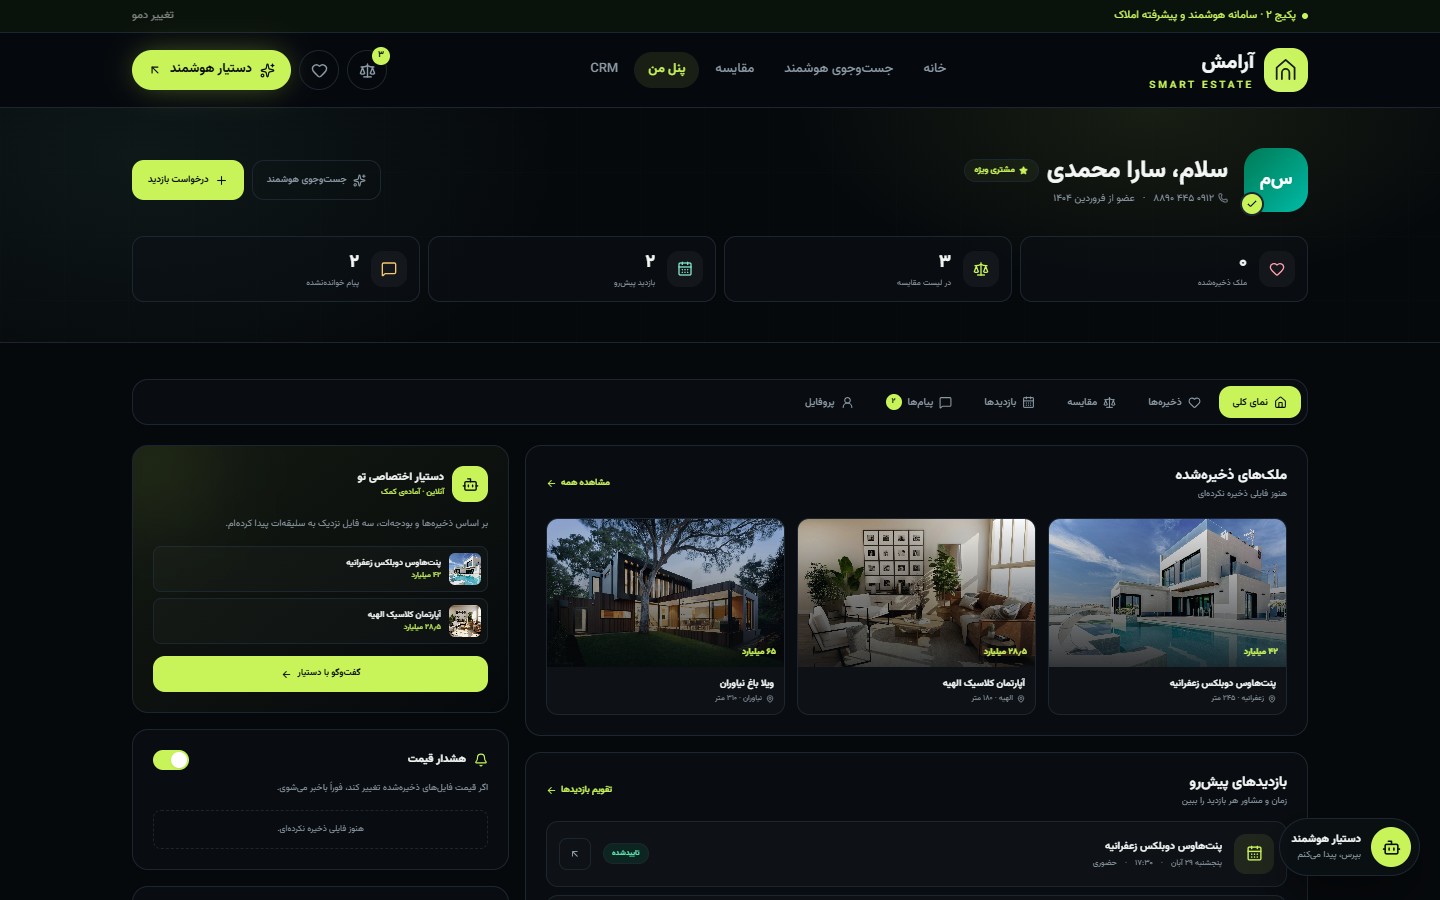 پکیج ۲ · سامانه هوشمند و پیشرفته املاک
تغییر دمو
آرامش
SMART ESTATE
خانه
جست‌وجوی هوشمند
مقایسه
پنل من
CRM
۳
دستیار هوشمند
س‌م
سلام، سارا محمدی
مشتری ویژه
۰۹۱۲ ۴۴۵ ۸۸۹۰ · عضو از فروردین ۱۴۰۴
جست‌وجوی هوشمند
درخواست بازدید
۰
ملک ذخیره‌شده
۳
در لیست مقایسه
۲
بازدید پیش‌رو
۲
پیام خوانده‌نشده
نمای کلی
ذخیره‌ها
مقایسه
بازدیدها
پیام‌ها
۲
پروفایل
ملک‌های ذخیره‌شده
هنوز فایلی ذخیره نکرده‌ای
مشاهده همه
۴۲ میلیارد
پنت‌هاوس دوبلکس زعفرانیه
زعفرانیه · ۲۴۵ متر
۲۸٫۵ میلیارد
آپارتمان کلاسیک الهیه
الهیه · ۱۸۰ متر
۶۵ میلیارد
ویلا باغ نیاوران
نیاوران · ۳۱۰ متر
بازدیدهای پیش‌رو
زمان و مشاور هر بازدید را ببین
تقویم بازدیدها
پنت‌هاوس دوبلکس زعفرانیه
پنجشنبه ۲۹ آبان · ۱۷:۳۰ · حضوری
تاییدشده
دستیار اختصاصی تو
آنلاین · آماده‌ی کمک
بر اساس ذخیره‌ها و بودجه‌ات، سه فایل نزدیک به سلیقه‌ات پیدا کرده‌ام.
پنت‌هاوس دوبلکس زعفرانیه
۴۲ میلیارد
آپارتمان کلاسیک الهیه
۲۸٫۵ میلیارد
گفت‌وگو با دستیار
هشدار قیمت
اگر قیمت فایل‌های ذخیره‌شده تغییر کند، فوراً باخبر می‌شوی.
هنوز فایلی ذخیره نکرده‌ای.
دستیار هوشمند
بپرس، پیدا می‌کنم